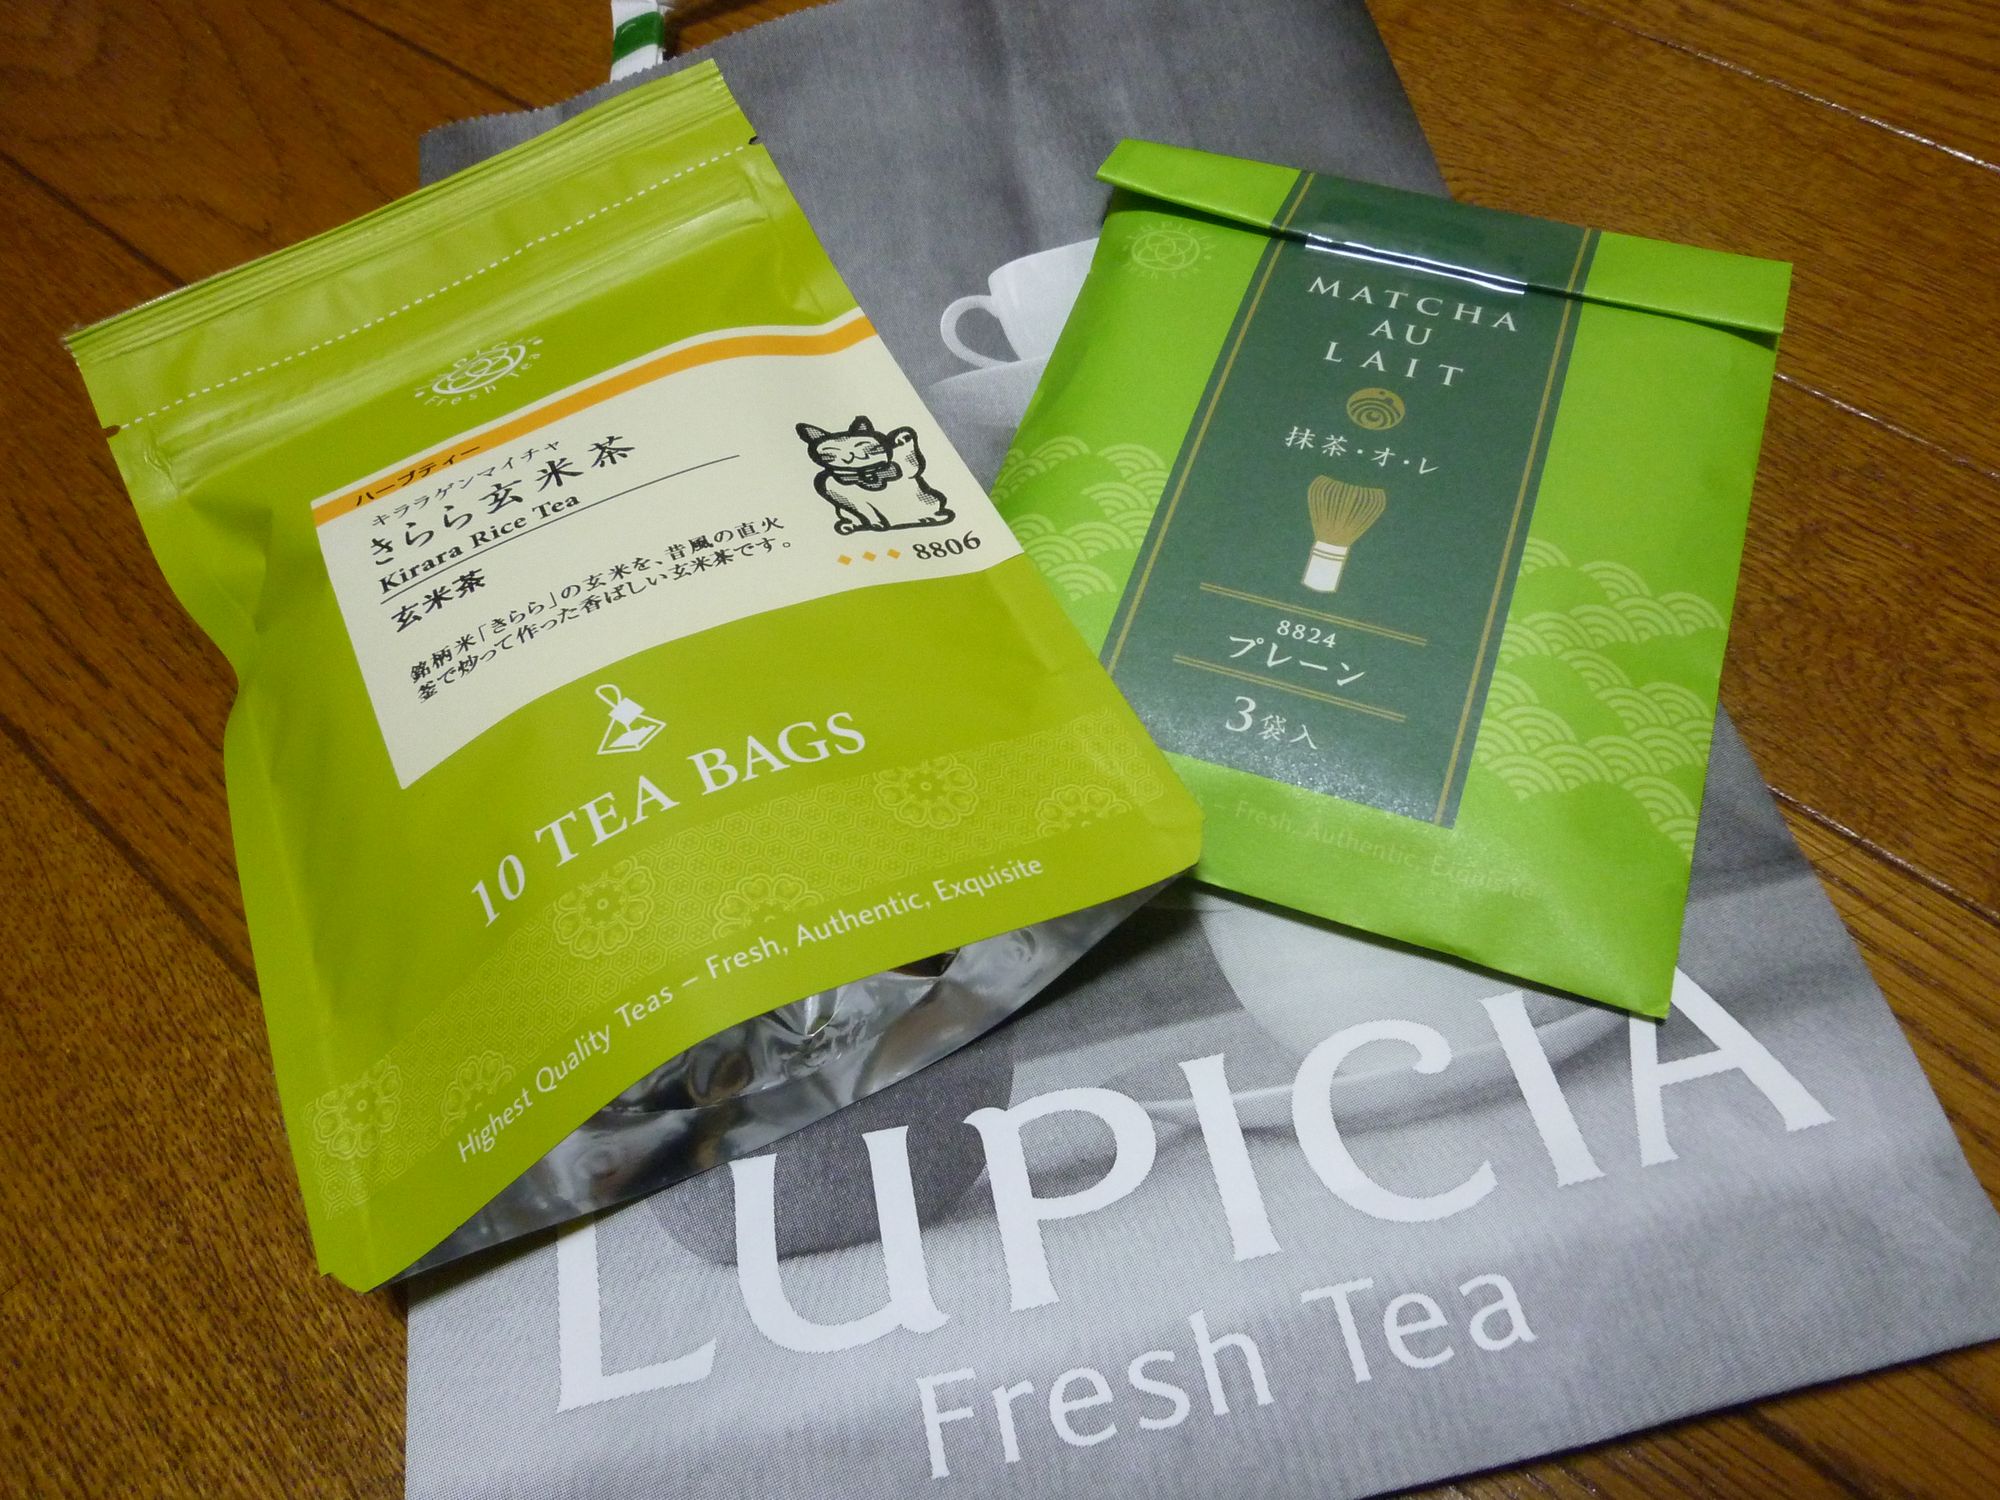 LUPICIA
Fresh Tea
ハーブティー
キララゲンマイチャ
きらら玄米茶
Kirara Rice Tea
玄米茶
銘柄米「きらら」の玄米を、昔風の直火
釜で炒って作った香ばしい玄米茶です。
8806
10 TEA BAGS
Highest Quality Teas – Fresh, Authentic, Exquisite
LUPICIA
MATCHA
AU
LAIT
抹茶・オ・レ
8824
プレーン
3袋入
– Fresh, Authentic, Exquisite
LUPICIA
Fresh Tea